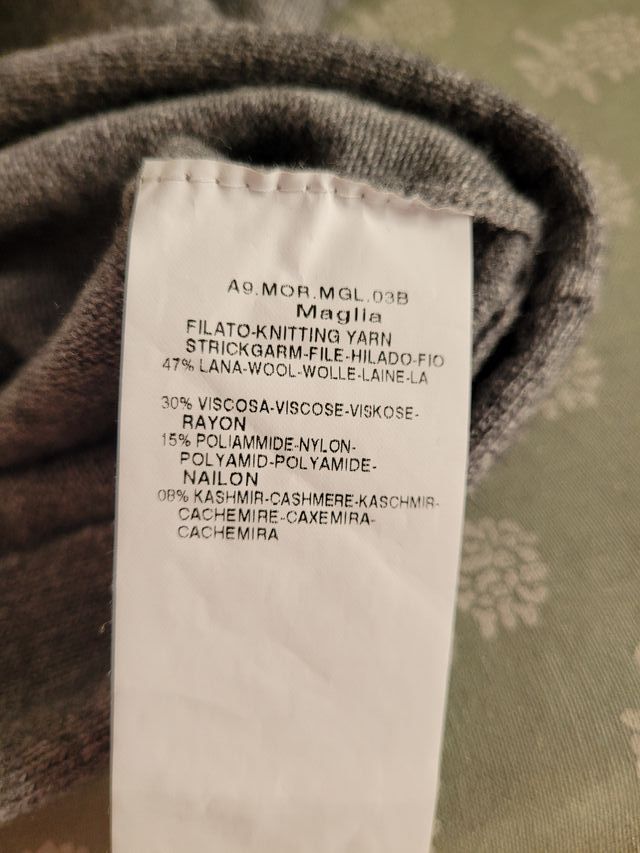 A9.MOR.MGL.03B
Maglia
FILATO-KNITTING YARN
STRICKGARM-FILE-HILADO-FIO
47% LANA-WOOL-WOLLE-LAINE-LA
30% VISCOSA-VISCOSE-VISKOSE-
RAYON
15% POLIAMMIDE-NYLON-
POLYAMID-POLYAMIDE-
NAILON
08% KASHMIR-CASHMERE-KASCHMIR-
CACHEMIRE-CAXEMIRA-
CACHEMIRA